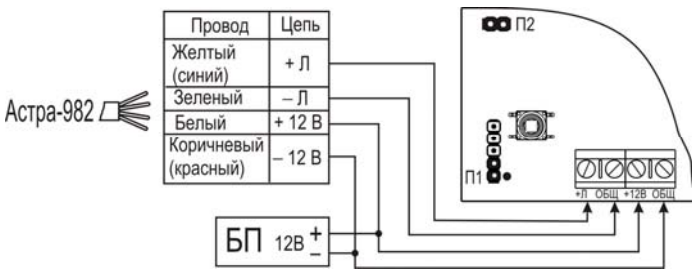 Провод Цепь
Желтый (синий) + Л
Зеленый – Л
Белый + 12 В
Коричневый (красный) – 12 В
Астра-982
П2
П1
+Л ОБЩ +12В ОБЩ
БП 12В + –